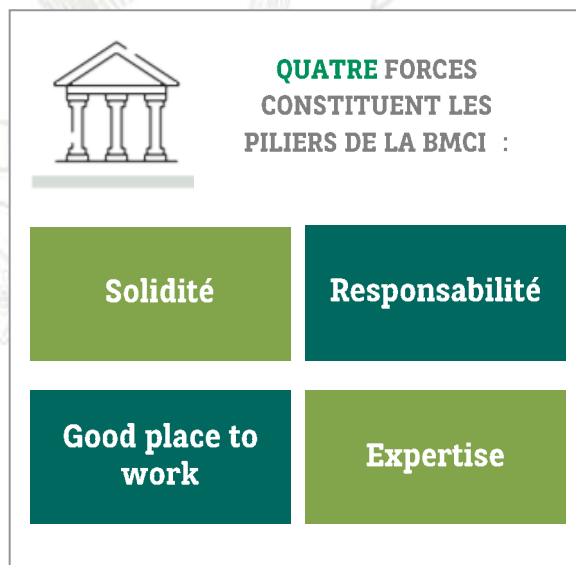 QUATRE FORCES
CONSTITUENT LES
PILIERS DE LA BMCI :
Solidité
Responsabilité
Good place to
work
Expertise